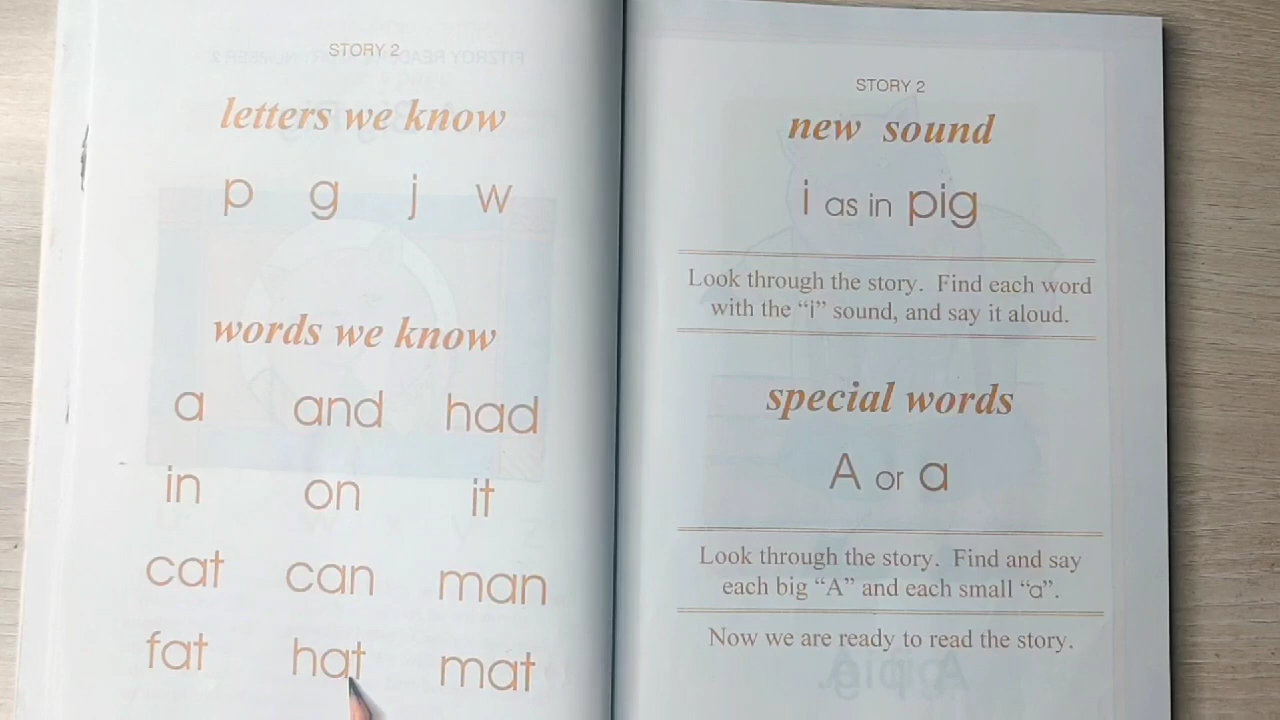 STORY 2
letters we know
p g j w
words we know
a and had
in on it
cat can man
fat hat mat
STORY 2
new sound
i as in pig
Look through the story. Find each word
with the “i” sound, and say it aloud.
special words
A or a
Look through the story. Find and say
each big “A” and each small “a”.
Now we are ready to read the story.